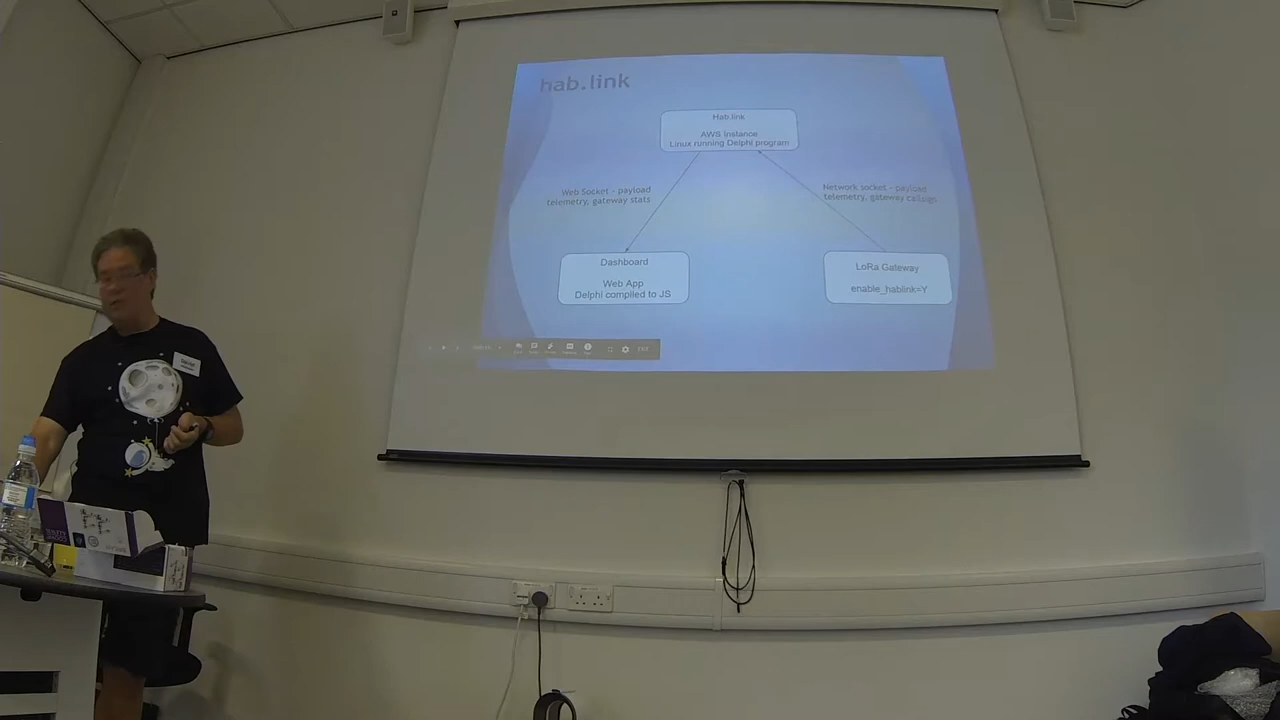 hab.link
Hab.link
AWS instance
Linux running Delphi program
Web Socket - payload
telemetry, gateway stats
Network socket - payload
telemetry, gateway callings
Dashboard
Web App
Delphi compiled to JS
LoRa Gateway
enable_hablink=Y